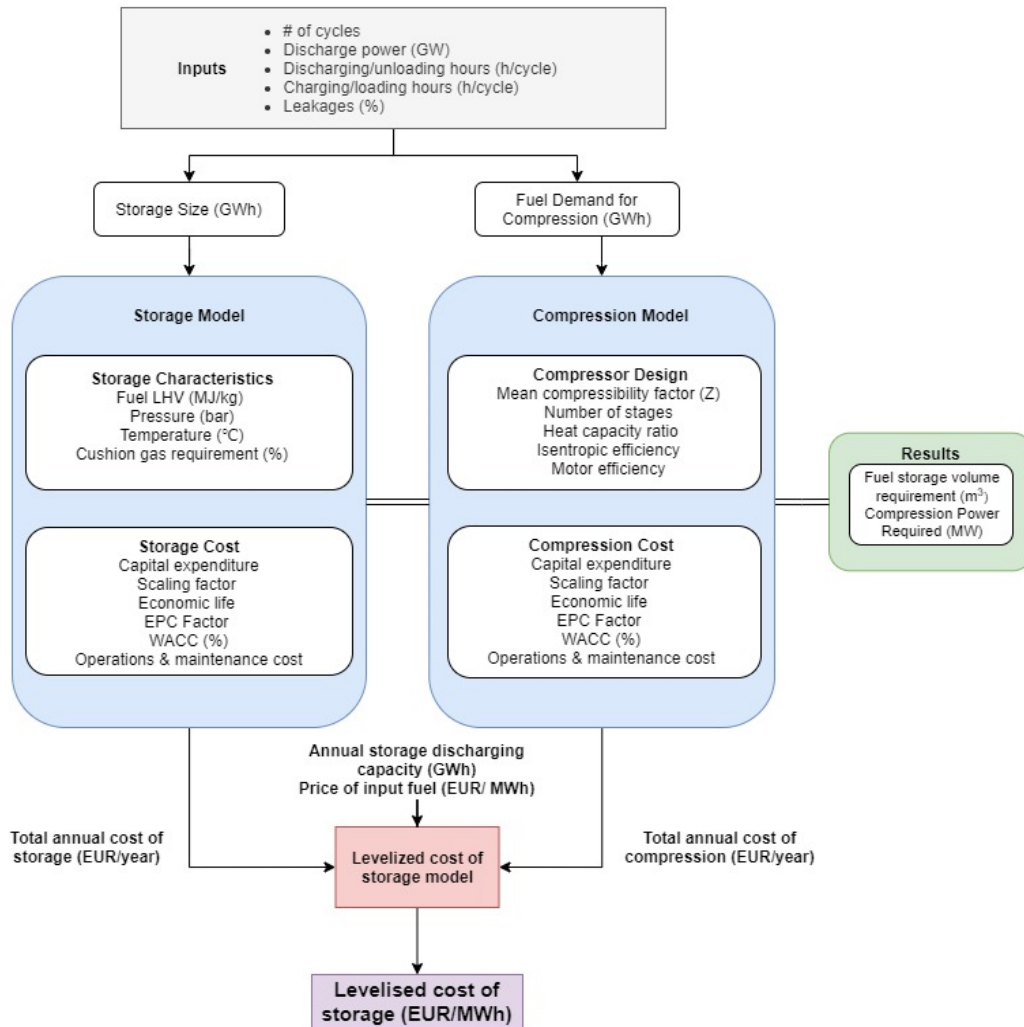 Inputs
# of cycles
Discharge power (GW)
Discharging/unloading hours (h/cycle)
Charging/loading hours (h/cycle)
Leakages (%)
Storage Size (GWh)
Fuel Demand for
Compression (GWh)
Storage Model
Storage Characteristics
Fuel LHV (MJ/kg)
Pressure (bar)
Temperature (℃)
Cushion gas requirement (%)
Storage Cost
Capital expenditure
Scaling factor
Economic life
EPC Factor
WACC (%)
Operations & maintenance cost
Compression Model
Compressor Design
Mean compressibility factor (Z)
Number of stages
Heat capacity ratio
Isentropic efficiency
Motor efficiency
Compression Cost
Capital expenditure
Scaling factor
Economic life
EPC Factor
WACC (%)
Operations & maintenance cost
Results
Fuel storage volume
requirement (m³)
Compression Power
Required (MW)
Annual storage discharging
capacity (GWh)
Price of input fuel (EUR/ MWh)
Total annual cost of
storage (EUR/year)
Levelized cost of
storage model
Total annual cost of
compression (EUR/year)
Levelised cost of
storage (EUR/MWh)